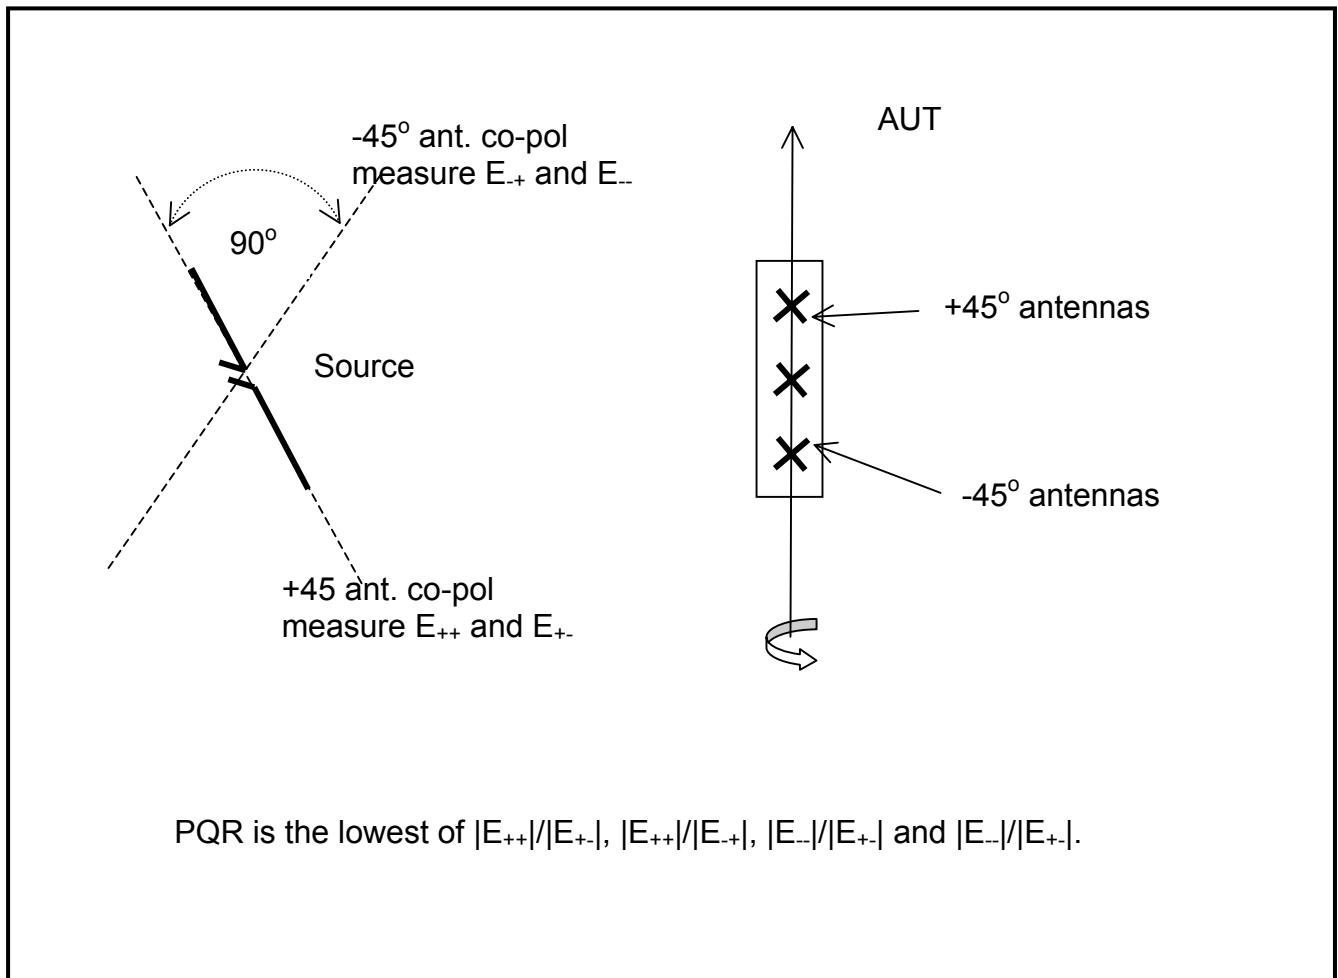 -45° ant. co-pol
measure E₋₊ and E₋₋
AUT
90°
+45° antennas
Source
-45° antennas
+45 ant. co-pol
measure E₊₊ and E₊₋
PQR is the lowest of |E₊₊|/|E₊₋|, |E₊₊|/|E₋₊|, |E₋₋|/|E₊₋| and |E₋₋|/|E₊₋|.